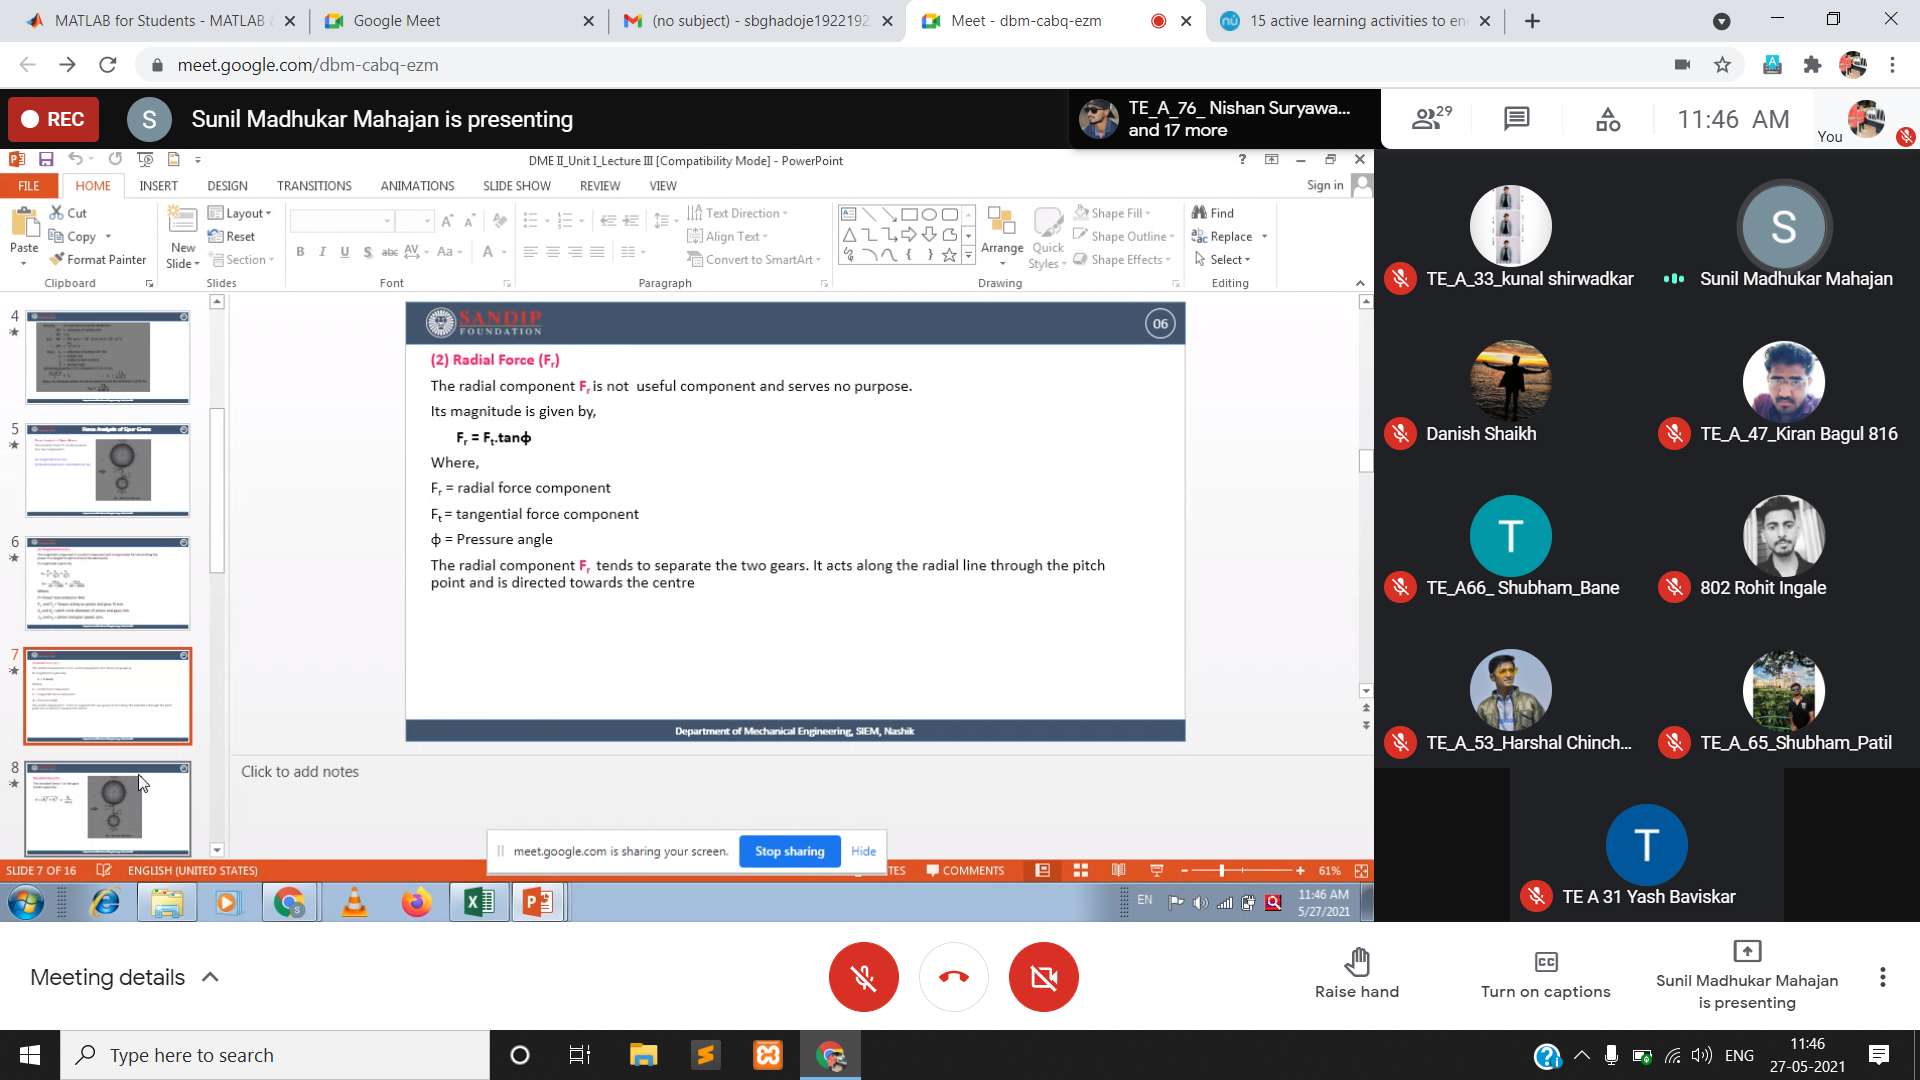 MATLAB for Students - MATLAB &
Google Meet
(no subject) - sbghadoje1922192
Meet - dbm-cabq-ezm
15 active learning activities to en
meet.google.com/dbm-cabq-ezm
REC
S
Sunil Madhukar Mahajan is presenting
TE_A_76_ Nishan Suryawa...
and 17 more
29
11:46 AM
You
DME II_Unit I_Lecture III [Compatibility Mode] - PowerPoint
FILE HOME INSERT DESIGN TRANSITIONS ANIMATIONS SLIDE SHOW REVIEW VIEW
Sign in
Paste
Cut
Copy
Format Painter
Clipboard
New
Slide
Layout
Reset
Section
Slides
Font
Text Direction
Align Text
Convert to SmartArt
Paragraph
Arrange
Quick
Styles
Shape Fill
Shape Outline
Shape Effects
Drawing
Find
Replace
Select
Editing
4
5
6
7
8
SANDIP
FOUNDATION
06
(2) Radial Force (Fr)
The radial component Fr is not useful component and serves no purpose.
Its magnitude is given by,
Fr = Ft.tanϕ
Where,
Fr = radial force component
Ft = tangential force component
ϕ = Pressure angle
The radial component Fr tends to separate the two gears. It acts along the radial line through the pitch
point and is directed towards the centre
Department of Mechanical Engineering, SIEM, Nashik
Click to add notes
meet.google.com is sharing your screen.
Stop sharing
Hide
SLIDE 7 OF 16
ENGLISH (UNITED STATES)
COMMENTS
61%
EN
11:46 AM
5/27/2021
TE_A_33_kunal shirwadkar
S
Sunil Madhukar Mahajan
Danish Shaikh
TE_A_47_Kiran Bagul 816
T
TE_A66_ Shubham_Bane
802 Rohit Ingale
TE_A_53_Harshal Chinch...
TE_A_65_Shubham_Patil
T
TE A 31 Yash Baviskar
Meeting details
Raise hand
Turn on captions
Sunil Madhukar Mahajan
is presenting
Type here to search
ENG
11:46
27-05-2021